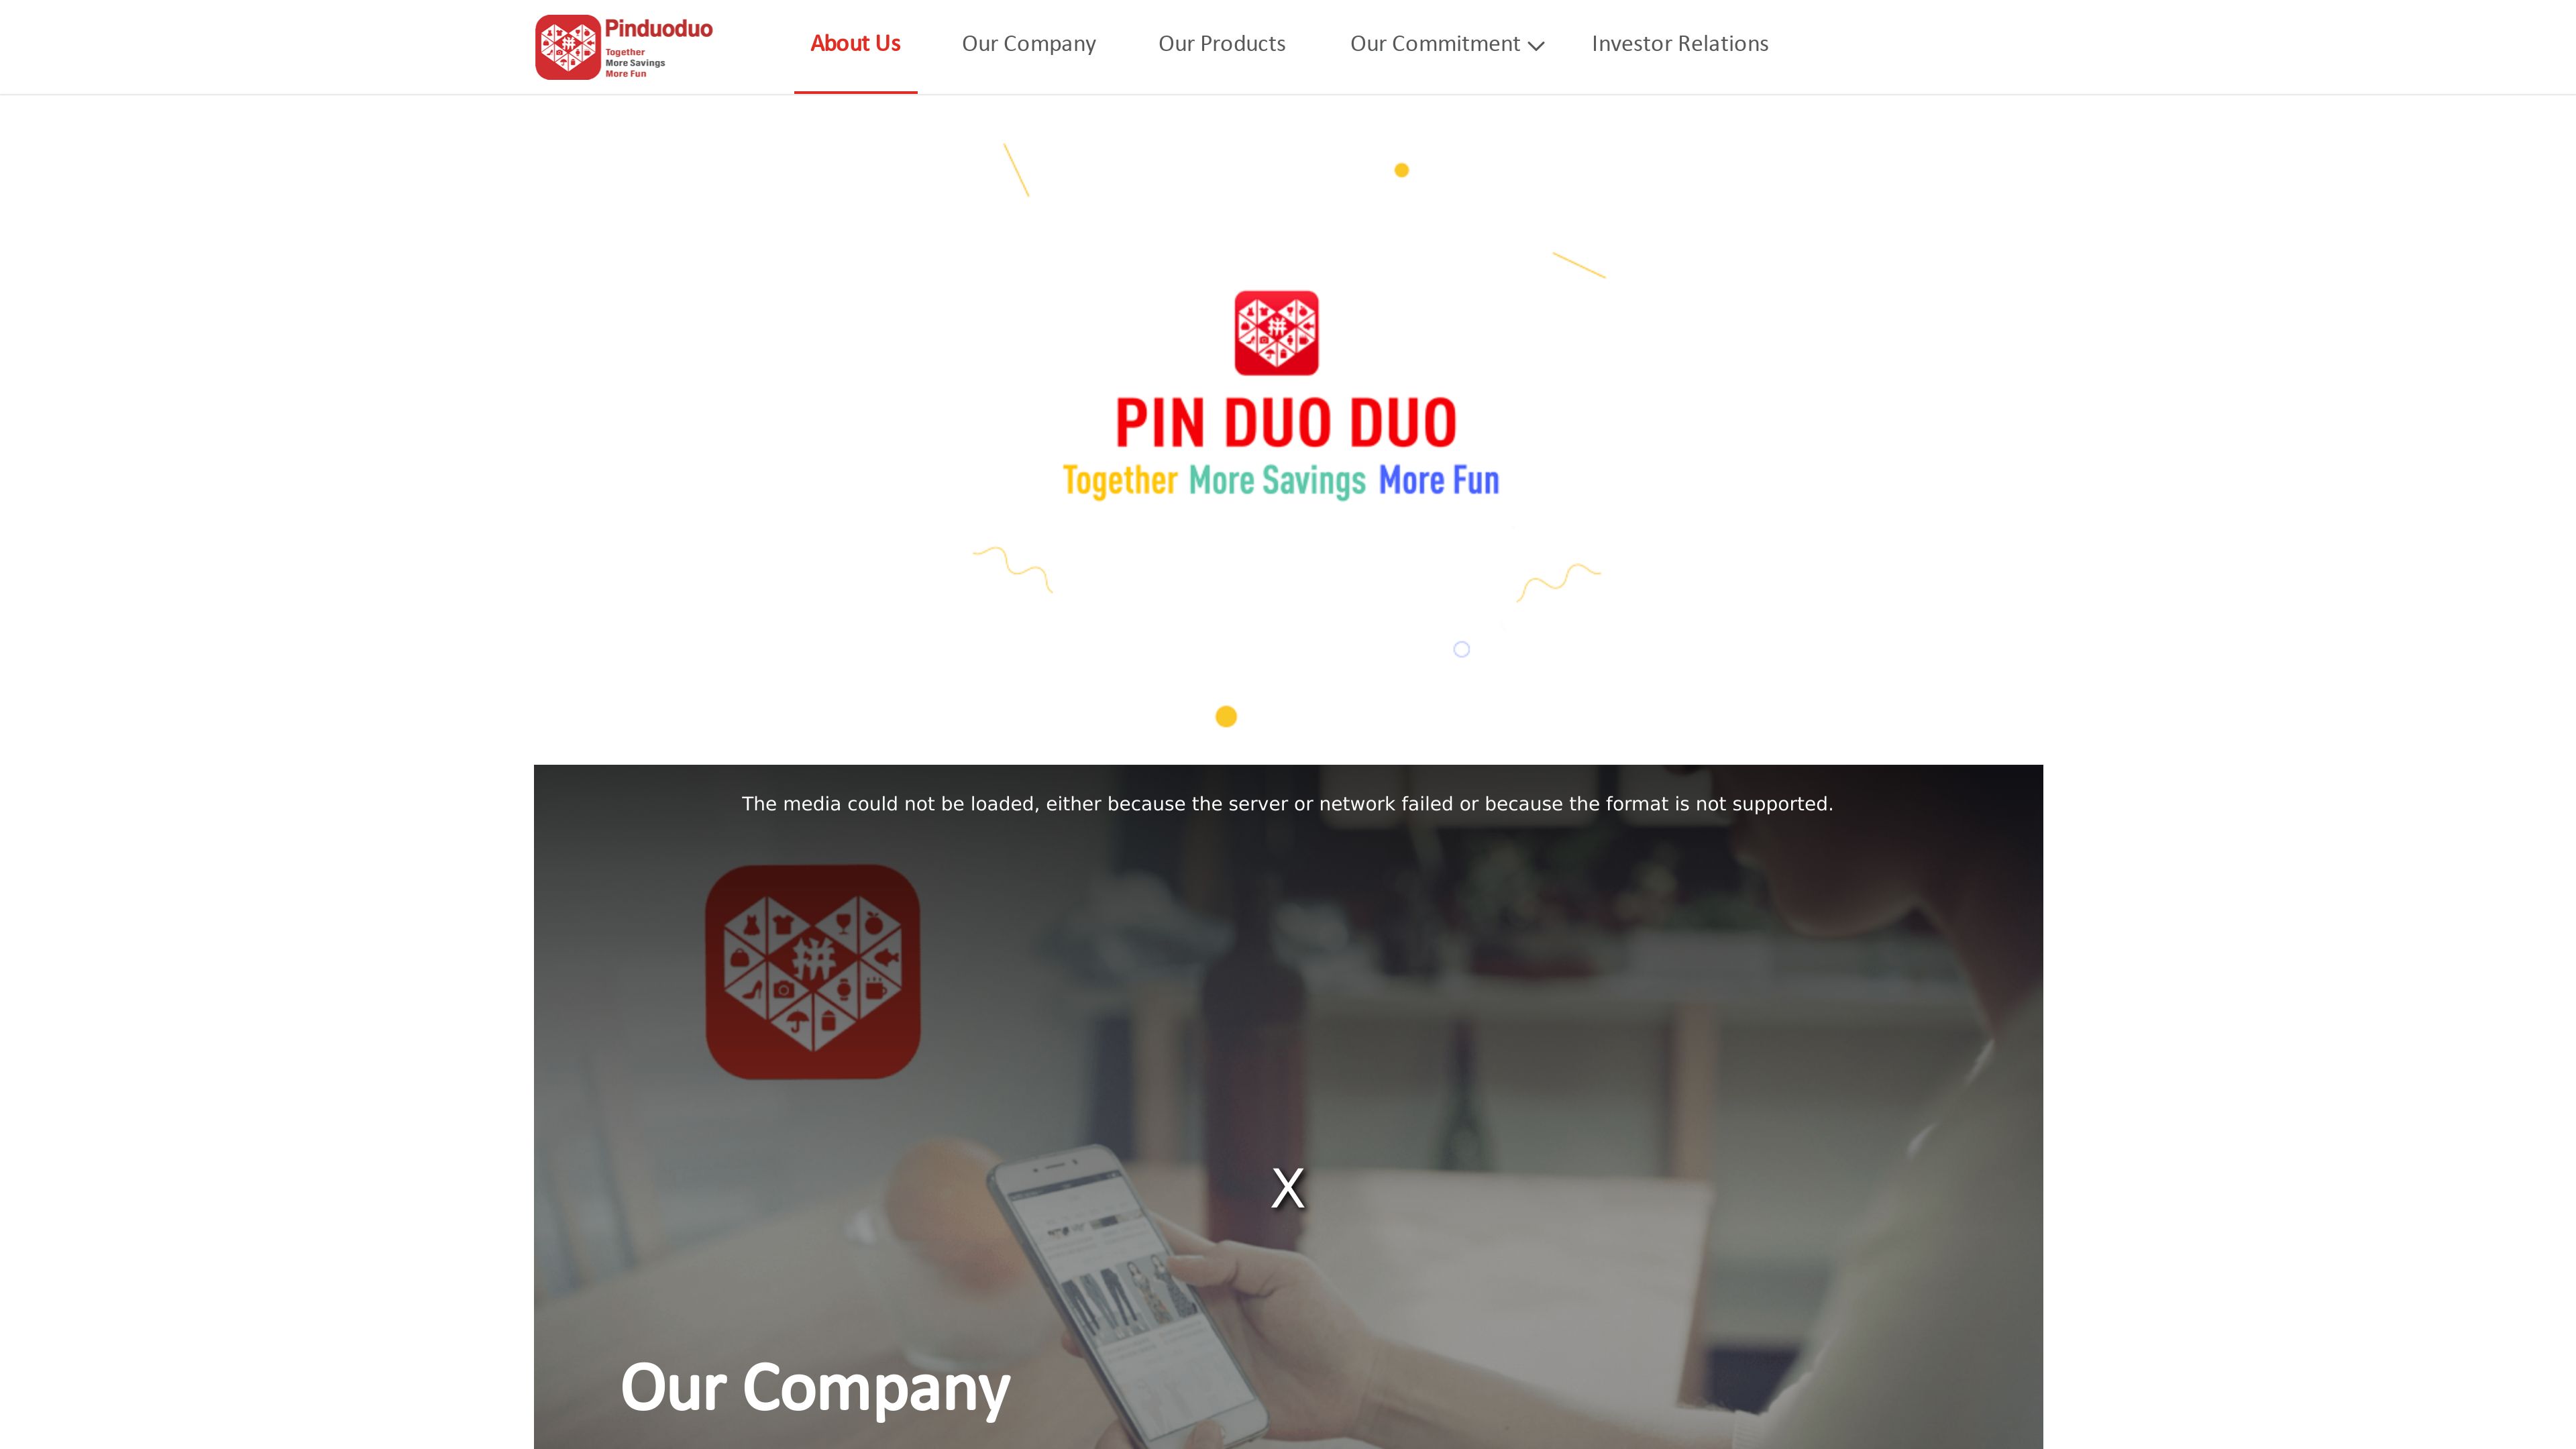 Pinduoduo
Together
More Savings
More Fun
About Us
Our Company
Our Products
Our Commitment
Investor Relations
拼
PIN DUO DUO
Together More Savings More Fun
The media could not be loaded, either because the server or network failed or because the format is not supported.
拼
X
Our Company